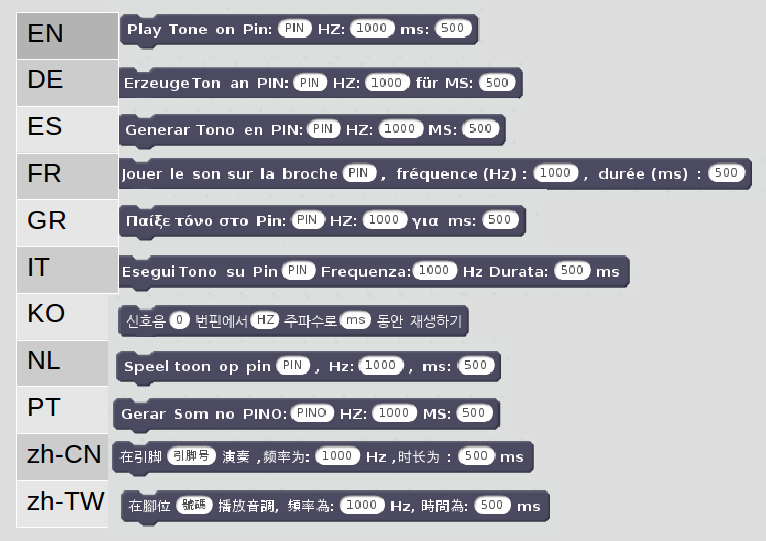 EN Play Tone on Pin: PIN HZ: 1000 ms: 500
DE ErzeugeTon an PIN: PIN HZ: 1000 für MS: 500
ES Generar Tono en PIN: PIN HZ: 1000 MS: 500
FR Jouer le son sur la broche PIN , fréquence (Hz) : 1000 , durée (ms) : 500
GR Παίξε τόνο στο Pin: PIN HZ: 1000 για ms: 500
IT Esegui Tono su Pin PIN Frequenza: 1000 Hz Durata: 500 ms
KO 신호음 0 번핀에서 HZ 주파수로 ms 동안 재생하기
NL Speel toon op pin PIN , Hz: 1000 , ms: 500
PT Gerar Som no PINO: PINO HZ: 1000 MS: 500
zh-CN 在引脚 引脚号 演奏 ,频率为: 1000 Hz ,时长为 : 500 ms
zh-TW 在腳位 號碼 播放音調, 頻率為: 1000 Hz, 時間為: 500 ms